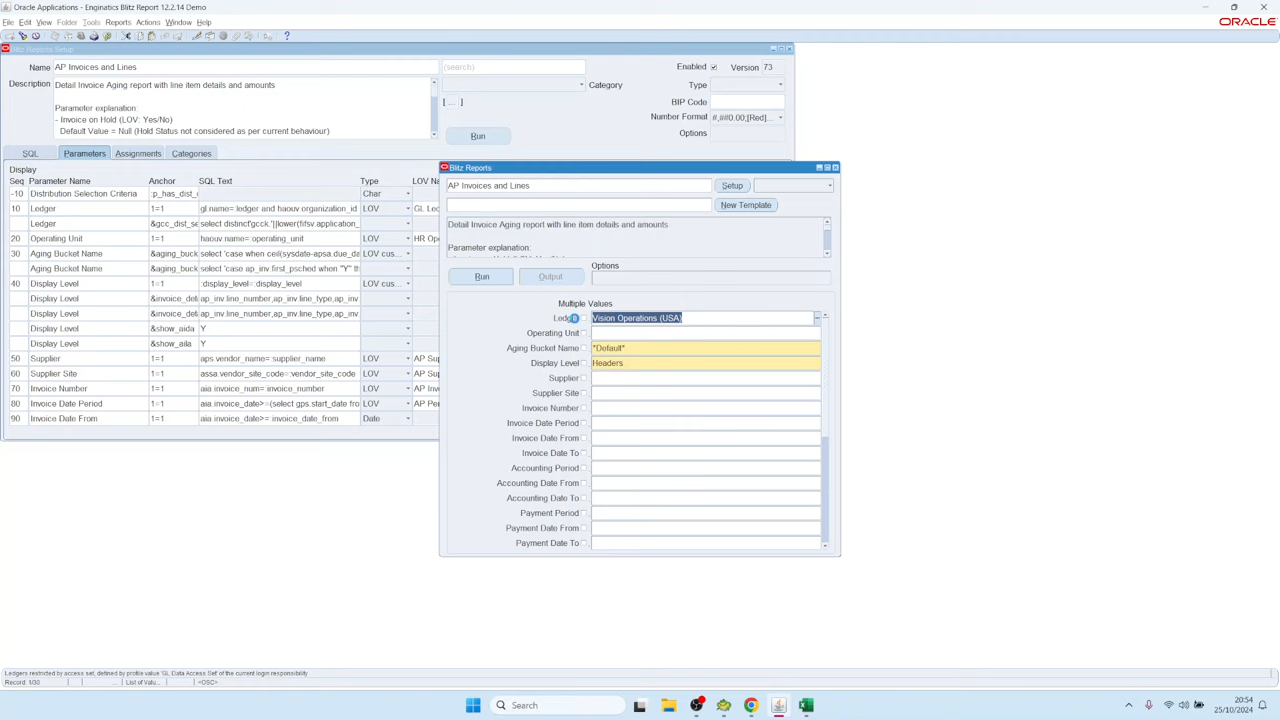 Oracle Applications - Enginatics Blitz Report 12.2.14 Demo
File Edit View Folder Tools Reports Actions Window Help
ORACLE
Blitz Reports Setup
Name AP Invoices and Lines (search) Enabled Version 73
Description Detail Invoice Aging report with line item details and amounts Category Type
Parameter explanation:
- Invoice on Hold (LOV: Yes/No)
Default Value = Null (Hold Status not considered as per current behaviour)
[ ... ] BIP Code
Number Format #,##0.00;[Red]...
Run Options
SQL Parameters Assignments Categories
Display
Seq Parameter Name Anchor SQL Text Type LOV Na
-10 Distribution Selection Criteria :p_has_dist_ Char
10 Ledger 1=1 gl.name=:ledger and haouv.organization_id LOV GL Led
Ledger &gcc_dist_se select distinct'gcck.'||lower(fifsv.application_ LOV
20 Operating Unit 1=1 haouv.name=:operating_unit LOV HR Ope
30 Aging Bucket Name &aging_buck select 'case when ceil(sysdate-apsa.due_da LOV cus...
Aging Bucket Name &aging_buck select 'case ap_inv.first_psched when "Y" th
40 Display Level 1=1 :display_level=:display_level LOV cus...
Display Level &invoice_deta ap_inv.line_number,ap_inv.line_type,ap_inv.
Display Level ap_inv.line_number,ap_inv.line_type,ap_inv.
Display Level &show_aida Y
Display Level &show_aila Y
50 Supplier 1=1 aps.vendor_name=:supplier_name LOV AP Sup
60 Supplier Site 1=1 assa.vendor_site_code=:vendor_site_code LOV AP Sup
70 Invoice Number 1=1 aia.invoice_num=:invoice_number LOV AP Inv
80 Invoice Date Period 1=1 aia.invoice_date>=(select gps.start_date fro LOV AP Per
90 Invoice Date From 1=1 aia.invoice_date>=:invoice_date_from Date
Blitz Reports
AP Invoices and Lines Setup
New Template
Detail Invoice Aging report with line item details and amounts
Parameter explanation:
Run Output Options
Multiple Values
Ledger Vision Operations (USA)
Operating Unit
Aging Bucket Name *Default*
Display Level Headers
Supplier
Supplier Site
Invoice Number
Invoice Date Period
Invoice Date From
Invoice Date To
Accounting Period
Accounting Date From
Accounting Date To
Payment Period
Payment Date From
Payment Date To
Ledgers restricted by access set, defined by profile value 'GL Data Access Set' of the current login responsibility
Record: 1/30 ... List of Valu... <OSC>
Search
20:54
25/10/2024